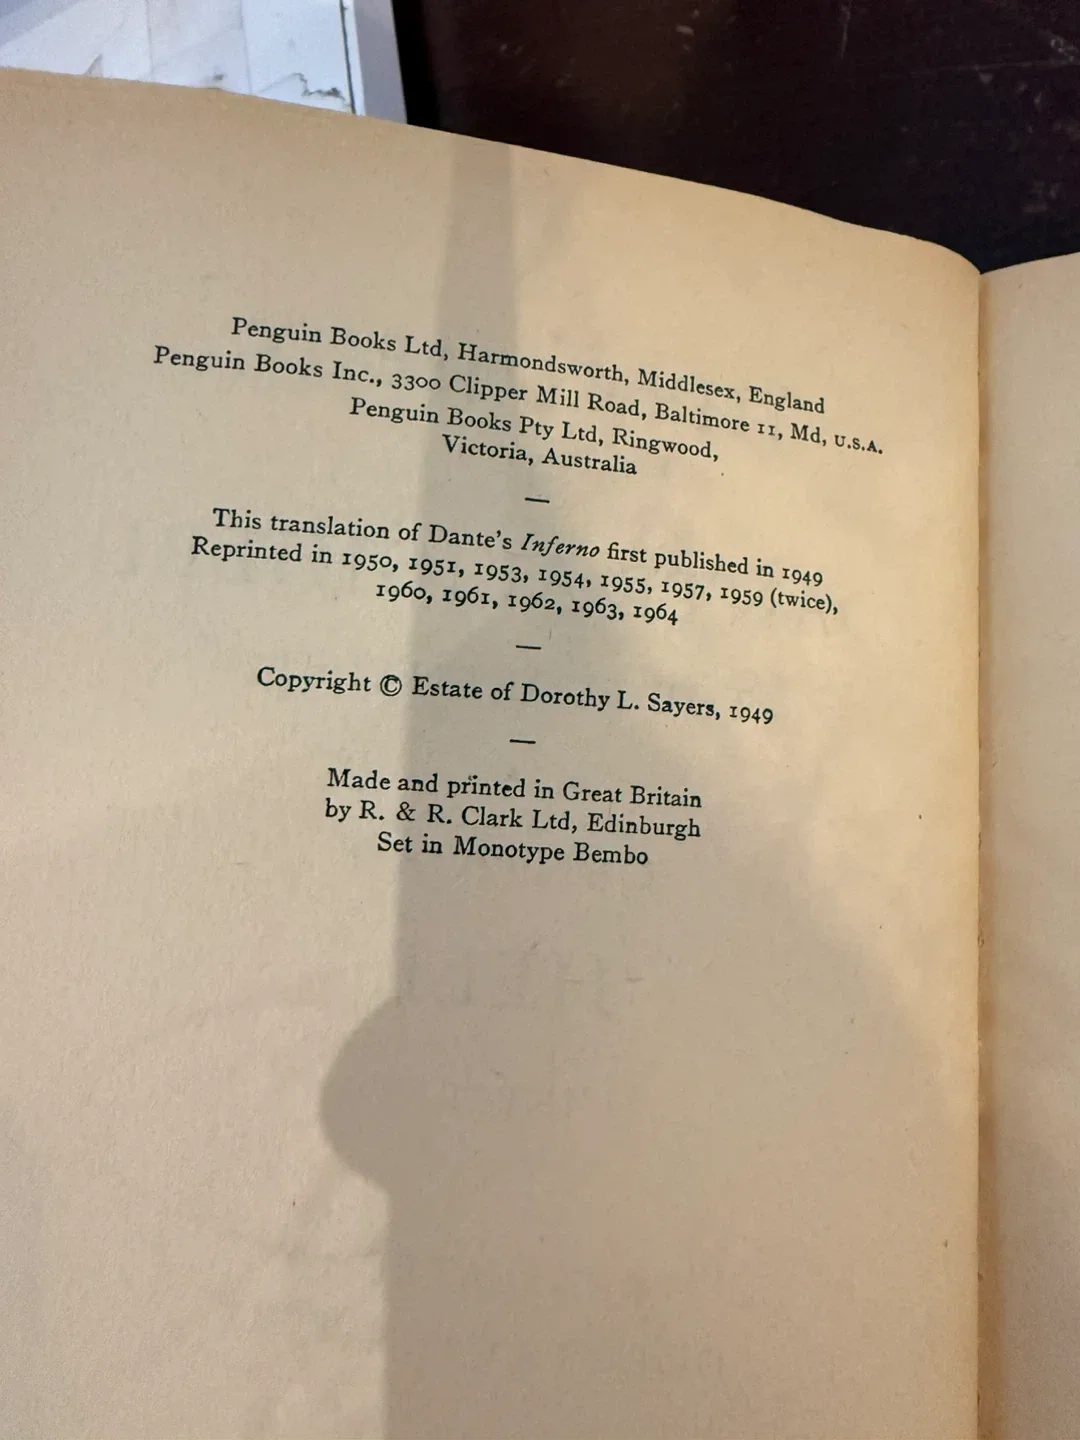 Penguin Books Ltd, Harmondsworth, Middlesex, England
Penguin Books Inc., 3300 Clipper Mill Road, Baltimore 11, Md, U.S.A.
Penguin Books Pty Ltd, Ringwood,
Victoria, Australia
—
This translation of Dante's Inferno first published in 1949
Reprinted in 1950, 1951, 1953, 1954, 1955, 1957, 1959 (twice),
1960, 1961, 1962, 1963, 1964
—
Copyright © Estate of Dorothy L. Sayers, 1949
—
Made and printed in Great Britain
by R. & R. Clark Ltd, Edinburgh
Set in Monotype Bembo